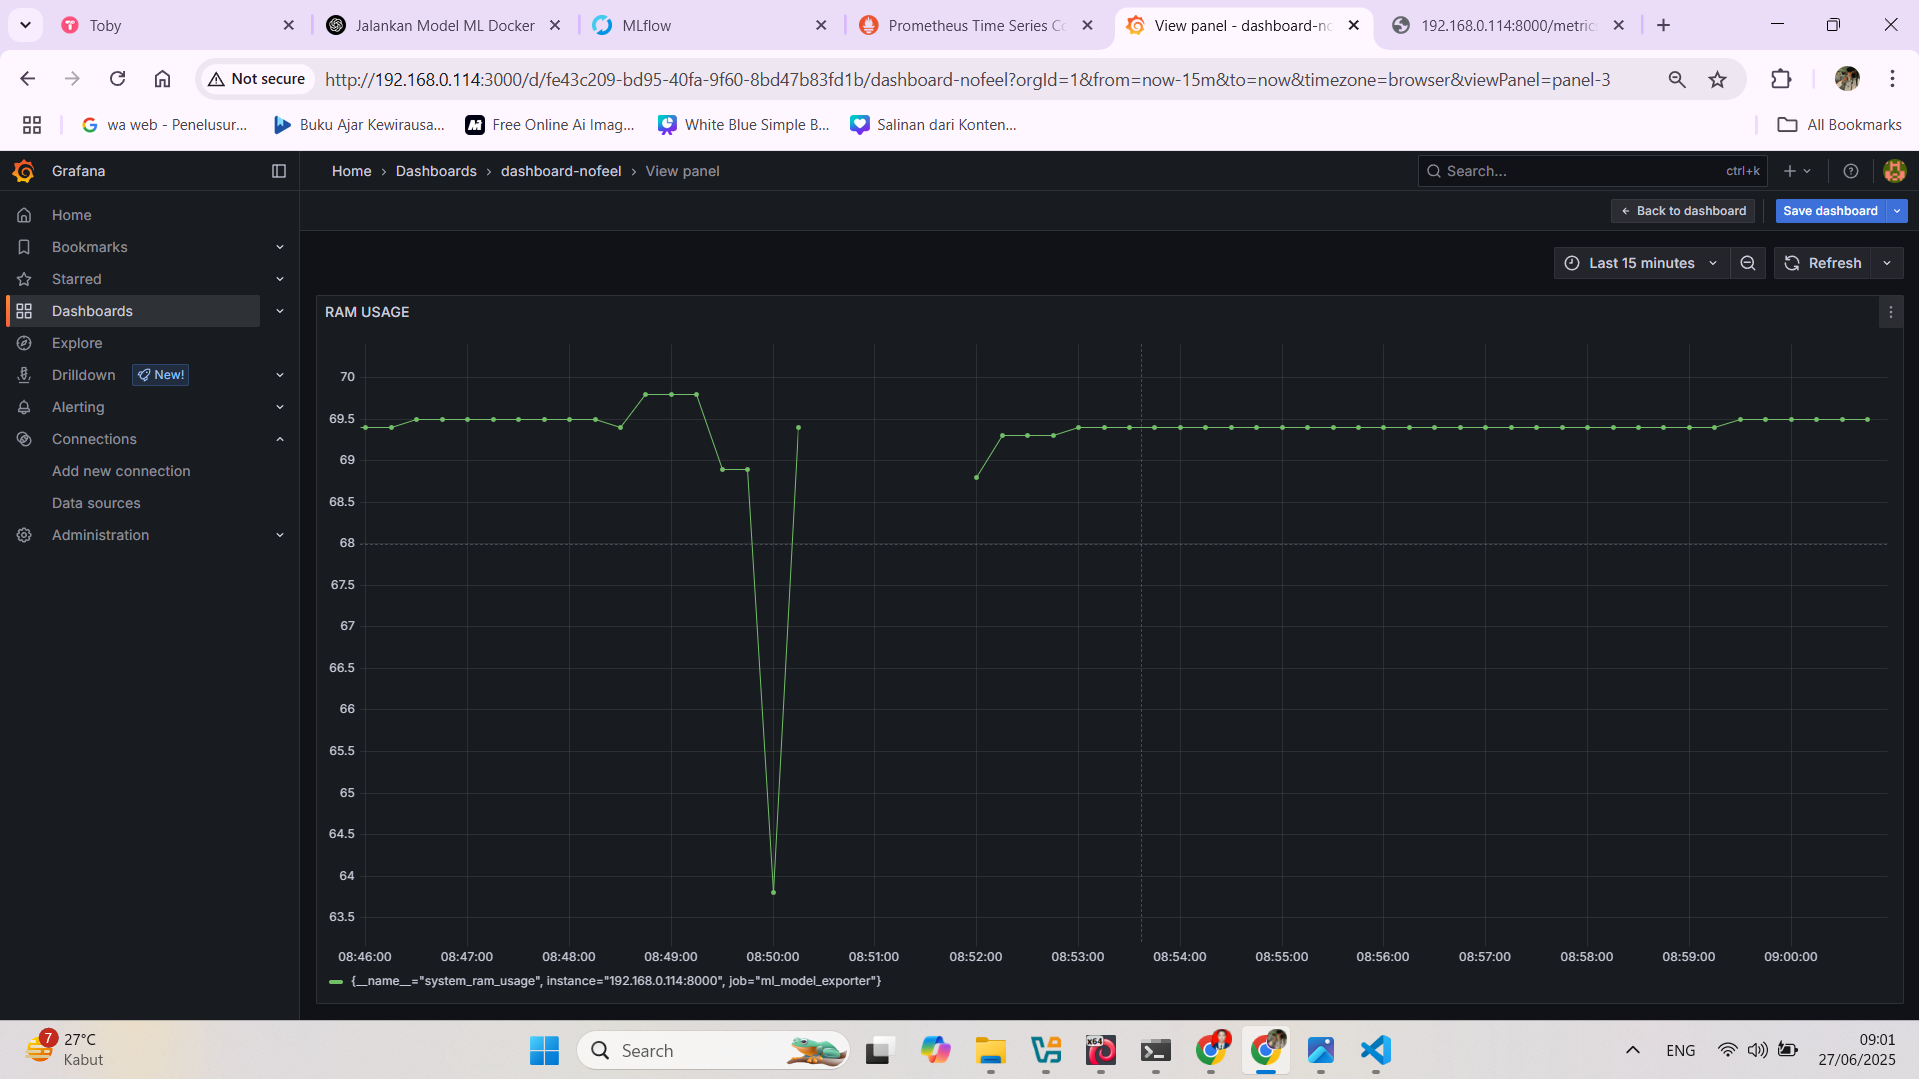 Toby
Jalankan Model ML Docker
MLflow
Prometheus Time Series Co
View panel - dashboard-no
192.168.0.114:8000/metric
Not secure
http://192.168.0.114:3000/d/fe43c209-bd95-40fa-9f60-8bd47b83fd1b/dashboard-nofeel?orgId=1&from=now-15m&to=now&timezone=browser&viewPanel=panel-3
wa web - Penelusur...
Buku Ajar Kewirausa...
Free Online Ai Imag...
White Blue Simple B...
Salinan dari Konten...
All Bookmarks
Grafana
Home › Dashboards › dashboard-nofeel › View panel
Search...
ctrl+k
Home
Bookmarks
Starred
Dashboards
Explore
Drilldown
New!
Alerting
Connections
Add new connection
Data sources
Administration
Back to dashboard
Save dashboard
Last 15 minutes
Refresh
RAM USAGE
70
69.5
69
68.5
68
67.5
67
66.5
66
65.5
65
64.5
64
63.5
08:46:00
08:47:00
08:48:00
08:49:00
08:50:00
08:51:00
08:52:00
08:53:00
08:54:00
08:55:00
08:56:00
08:57:00
08:58:00
08:59:00
09:00:00
{__name__="system_ram_usage", instance="192.168.0.114:8000", job="ml_model_exporter"}
7
27°C
Kabut
Search
x64
ENG
09:01
27/06/2025